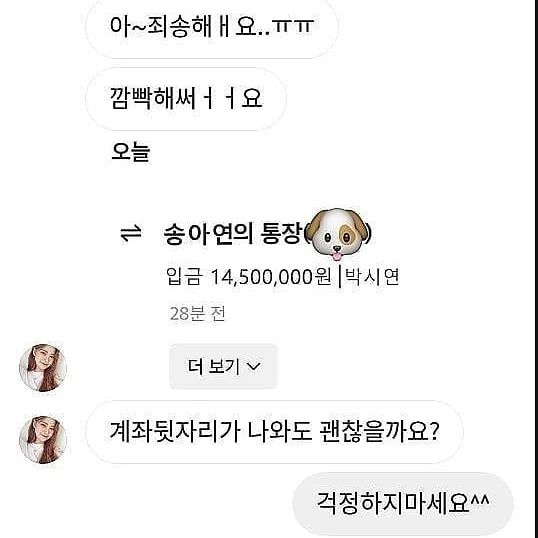 아~죄송해ㅐ요..ㅠㅠ
깜빡해써ㅓㅓ요
오늘
송아연의 통장( )
입금 14,500,000원 | 박시연
28분 전
더 보기
계좌뒷자리가 나와도 괜찮을까요?
걱정하지마세요^^